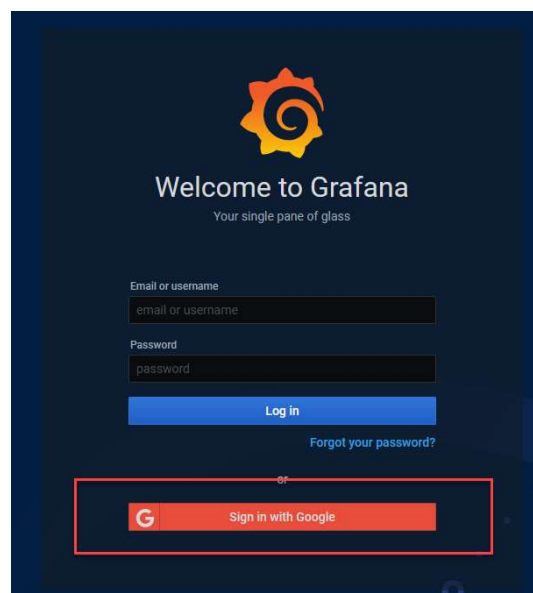 Welcome to Grafana
Your single pane of glass
Email or username
email or username
Password
password
Log in
Forgot your password?
or
G Sign in with Google